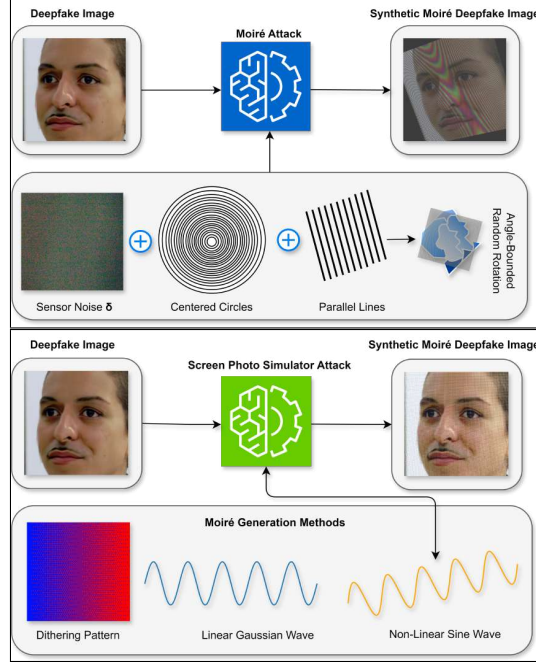 Deepfake Image
Synthetic Moiré Deepfake Image
Moiré Attack
Angle-Bounded
Random Rotation
Sensor Noise δ
Centered Circles
Parallel Lines
Deepfake Image
Synthetic Moiré Deepfake Image
Screen Photo Simulator Attack
Moiré Generation Methods
Dithering Pattern
Linear Gaussian Wave
Non-Linear Sine Wave